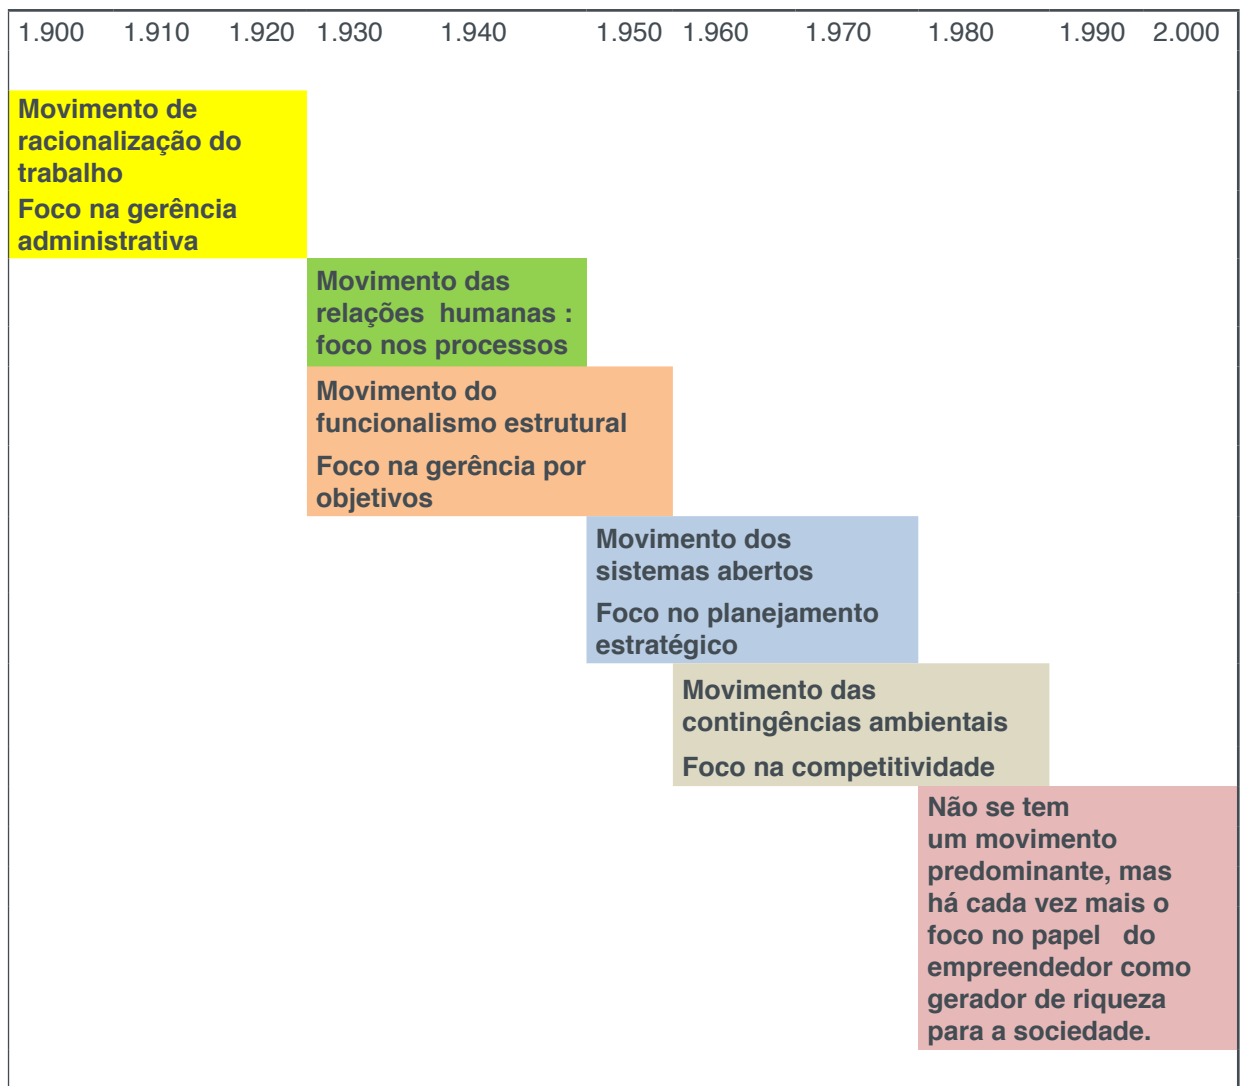 1.900 1.910 1.920 1.930 1.940 1.950 1.960 1.970 1.980 1.990 2.000
Movimento de
racionalização do
trabalho
Foco na gerência
administrativa
Movimento das
relações humanas :
foco nos processos
Movimento do
funcionalismo estrutural
Foco na gerência por
objetivos
Movimento dos
sistemas abertos
Foco no planejamento
estratégico
Movimento das
contingências ambientais
Foco na competitividade
Não se tem
um movimento
predominante, mas
há cada vez mais o
foco no papel do
empreendedor como
gerador de riqueza
para a sociedade.